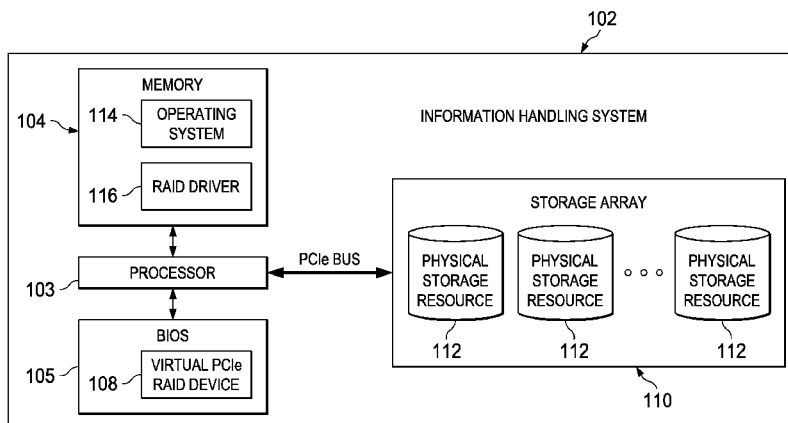 102
MEMORY
114
OPERATING
SYSTEM
104
INFORMATION HANDLING SYSTEM
116
RAID DRIVER
STORAGE ARRAY
PCIe BUS
PROCESSOR
103
PHYSICAL
STORAGE
RESOURCE
PHYSICAL
STORAGE
RESOURCE
PHYSICAL
STORAGE
RESOURCE
112
112
112
BIOS
105
108
VIRTUAL PCIe
RAID DEVICE
110